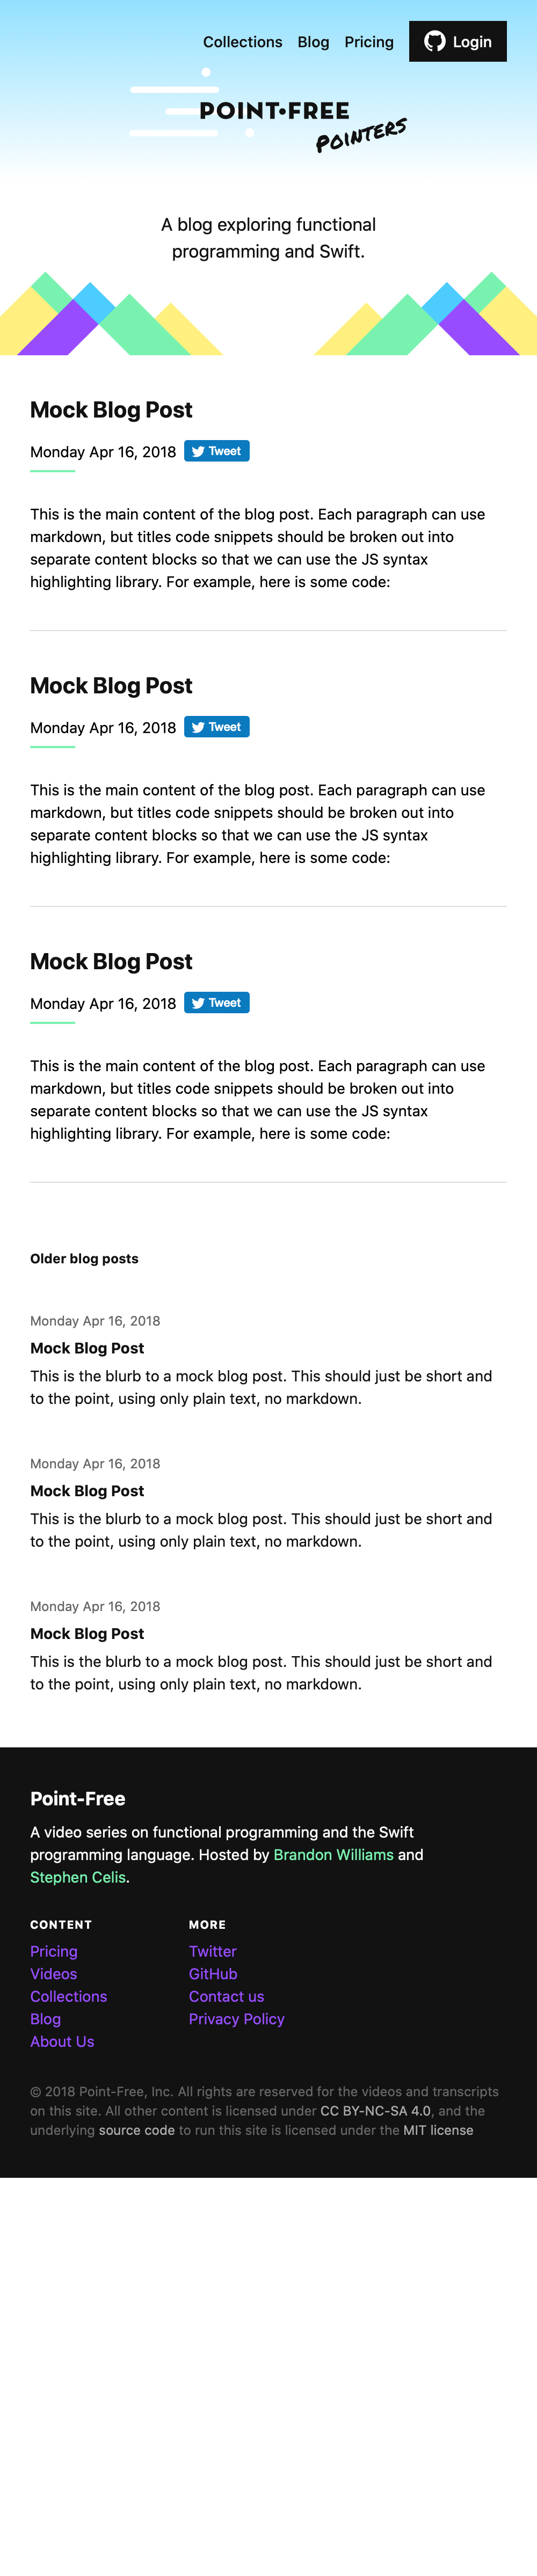 Collections Blog Pricing Login
POINT•FREE
POINTERS
A blog exploring functional
programming and Swift.
Mock Blog Post
Monday Apr 16, 2018 Tweet
This is the main content of the blog post. Each paragraph can use
markdown, but titles code snippets should be broken out into
separate content blocks so that we can use the JS syntax
highlighting library. For example, here is some code:
Mock Blog Post
Monday Apr 16, 2018 Tweet
This is the main content of the blog post. Each paragraph can use
markdown, but titles code snippets should be broken out into
separate content blocks so that we can use the JS syntax
highlighting library. For example, here is some code:
Mock Blog Post
Monday Apr 16, 2018 Tweet
This is the main content of the blog post. Each paragraph can use
markdown, but titles code snippets should be broken out into
separate content blocks so that we can use the JS syntax
highlighting library. For example, here is some code:
Older blog posts
Monday Apr 16, 2018
Mock Blog Post
This is the blurb to a mock blog post. This should just be short and
to the point, using only plain text, no markdown.
Monday Apr 16, 2018
Mock Blog Post
This is the blurb to a mock blog post. This should just be short and
to the point, using only plain text, no markdown.
Monday Apr 16, 2018
Mock Blog Post
This is the blurb to a mock blog post. This should just be short and
to the point, using only plain text, no markdown.
Point-Free
A video series on functional programming and the Swift
programming language. Hosted by Brandon Williams and
Stephen Celis.
CONTENT
Pricing
Videos
Collections
Blog
About Us
MORE
Twitter
GitHub
Contact us
Privacy Policy
© 2018 Point-Free, Inc. All rights are reserved for the videos and transcripts
on this site. All other content is licensed under CC BY-NC-SA 4.0, and the
underlying source code to run this site is licensed under the MIT license